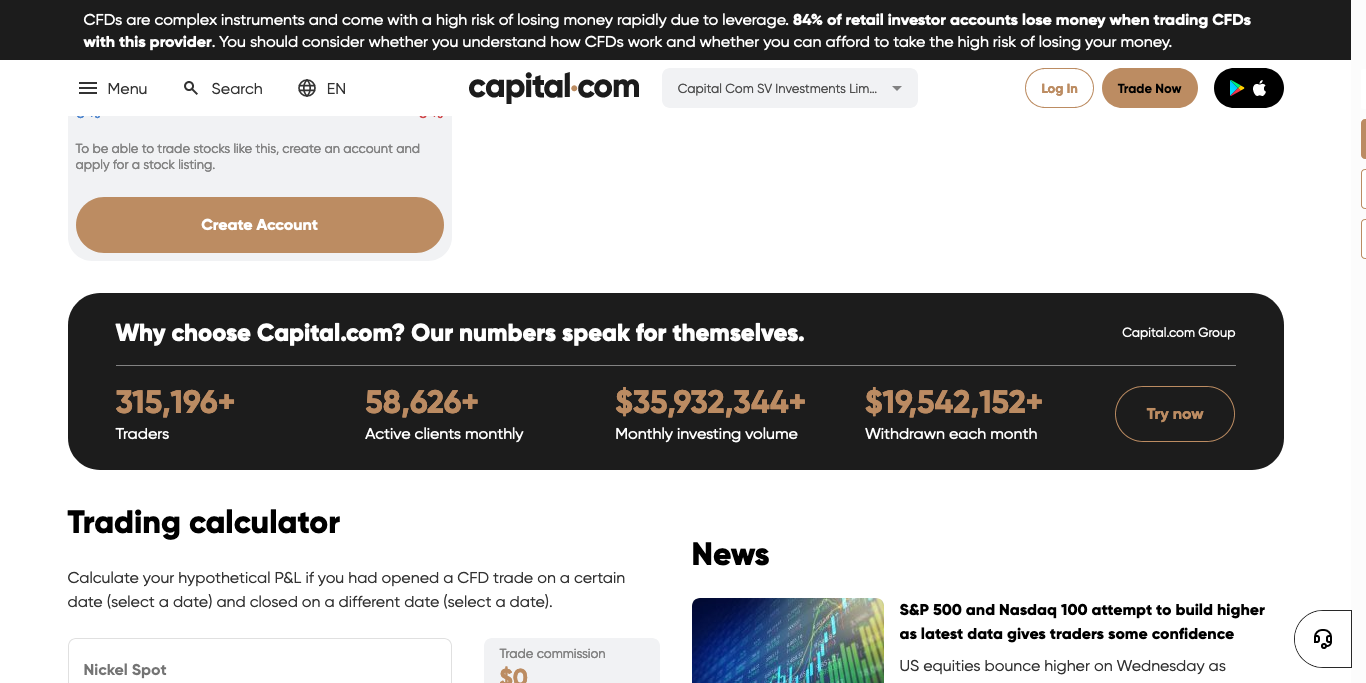 CFDs are complex instruments and come with a high risk of losing money rapidly due to leverage. 84% of retail investor accounts lose money when trading CFDs
with this provider. You should consider whether you understand how CFDs work and whether you can afford to take the high risk of losing your money.
Menu
Search
EN
capital.com
Capital Com SV Investments Lim...
Log In
Trade Now
To be able to trade stocks like this, create an account and
apply for a stock listing.
Create Account
Why choose Capital.com? Our numbers speak for themselves.
Capital.com Group
315,196+
Traders
58,626+
Active clients monthly
$35,932,344+
Monthly investing volume
$19,542,152+
Withdrawn each month
Try now
Trading calculator
Calculate your hypothetical P&L if you had opened a CFD trade on a certain
date (select a date) and closed on a different date (select a date).
Nickel Spot
Trade commission
$0
News
S&P 500 and Nasdaq 100 attempt to build higher
as latest data gives traders some confidence
US equities bounce higher on Wednesday as